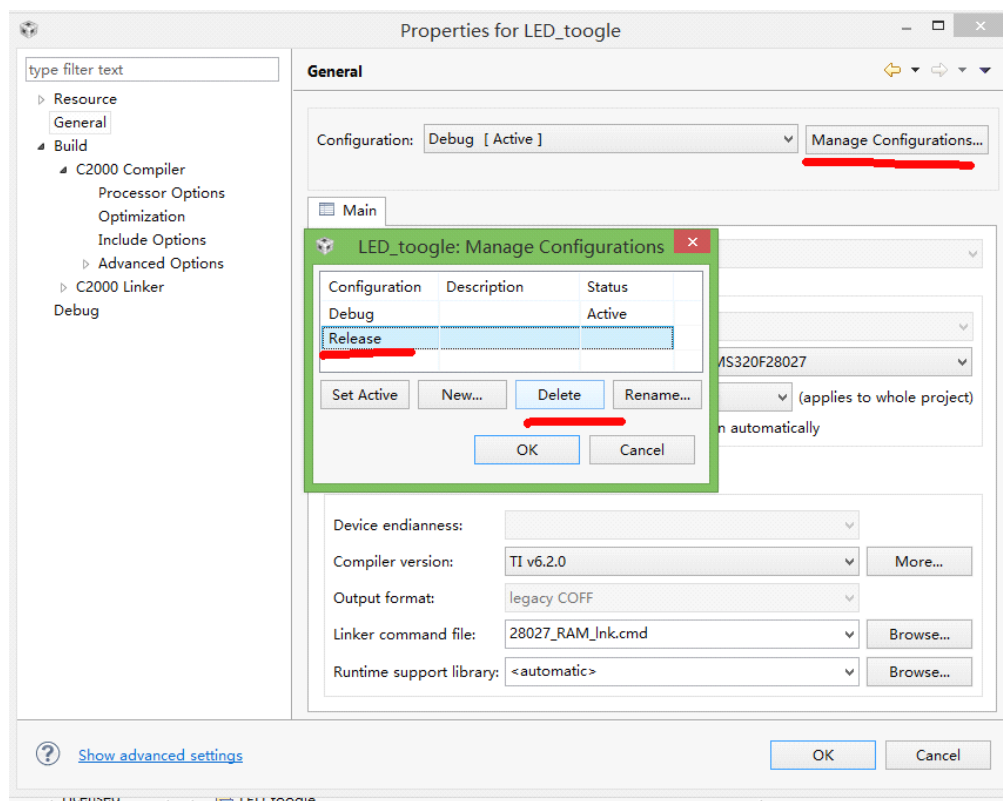 Properties for LED_toogle
type filter text
General
Resource
General
Build
C2000 Compiler
Processor Options
Optimization
Include Options
Advanced Options
C2000 Linker
Debug
Configuration: Debug [ Active ] Manage Configurations...
Main
LED_toogle: Manage Configurations
Configuration Description Status
Debug Active
Release
Set Active New... Delete Rename...
OK Cancel
MS320F28027
(applies to whole project)
n automatically
Device endianness:
Compiler version: TI v6.2.0 More...
Output format: legacy COFF
Linker command file: 28027_RAM_lnk.cmd Browse...
Runtime support library: <automatic> Browse...
? Show advanced settings OK Cancel